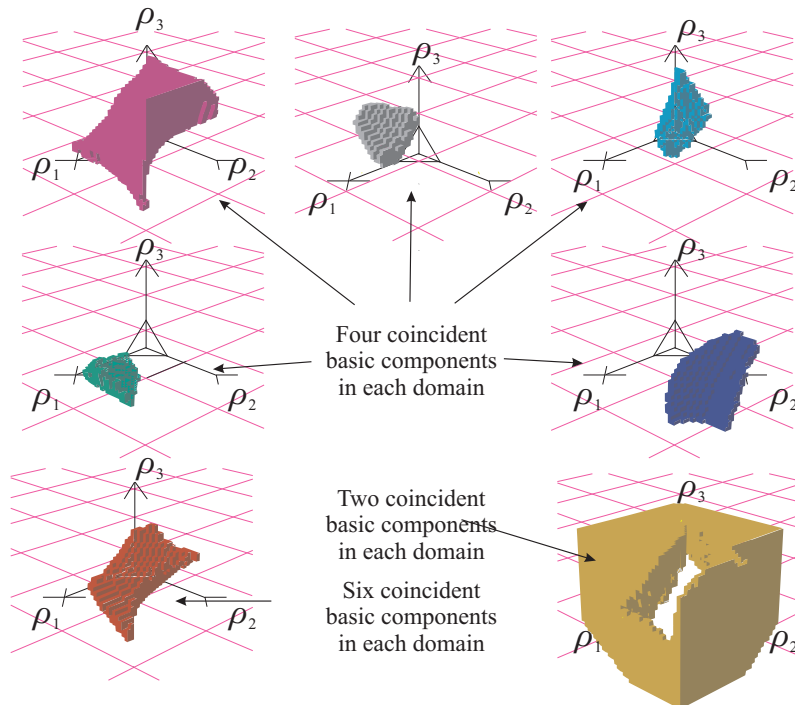 ρ3
ρ1
ρ2
ρ3
ρ1
ρ2
ρ3
ρ1
ρ2
ρ3
ρ1
ρ2
Four coincident
basic components
in each domain
ρ3
ρ1
ρ2
ρ3
ρ1
ρ2
Two coincident
basic components
in each domain
Six coincident
basic components
in each domain
ρ3
ρ1
ρ2